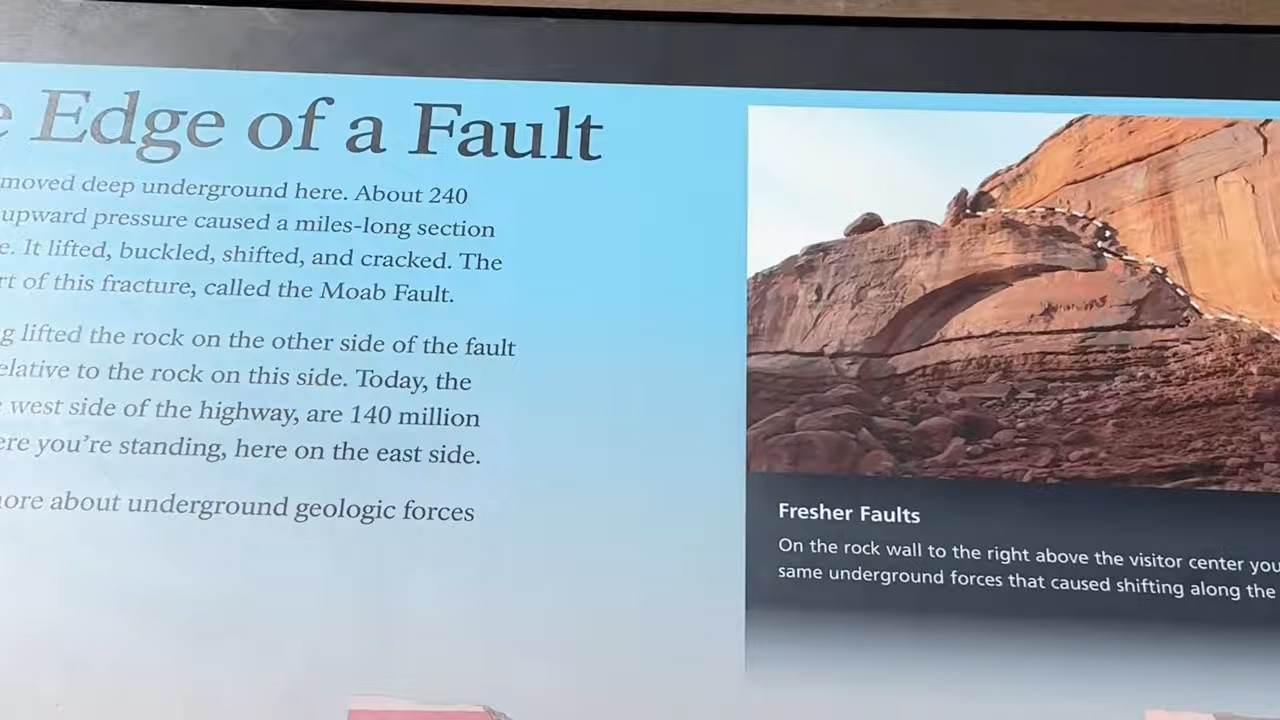 Edge of a Fault
moved deep underground here. About 240
upward pressure caused a miles-long section
It lifted, buckled, shifted, and cracked. The
of this fracture, called the Moab Fault.
lifted the rock on the other side of the fault
relative to the rock on this side. Today, the
west side of the highway, are 140 million
you're standing, here on the east side.
more about underground geologic forces
Fresher Faults
On the rock wall to the right above the visitor center you
same underground forces that caused shifting along the